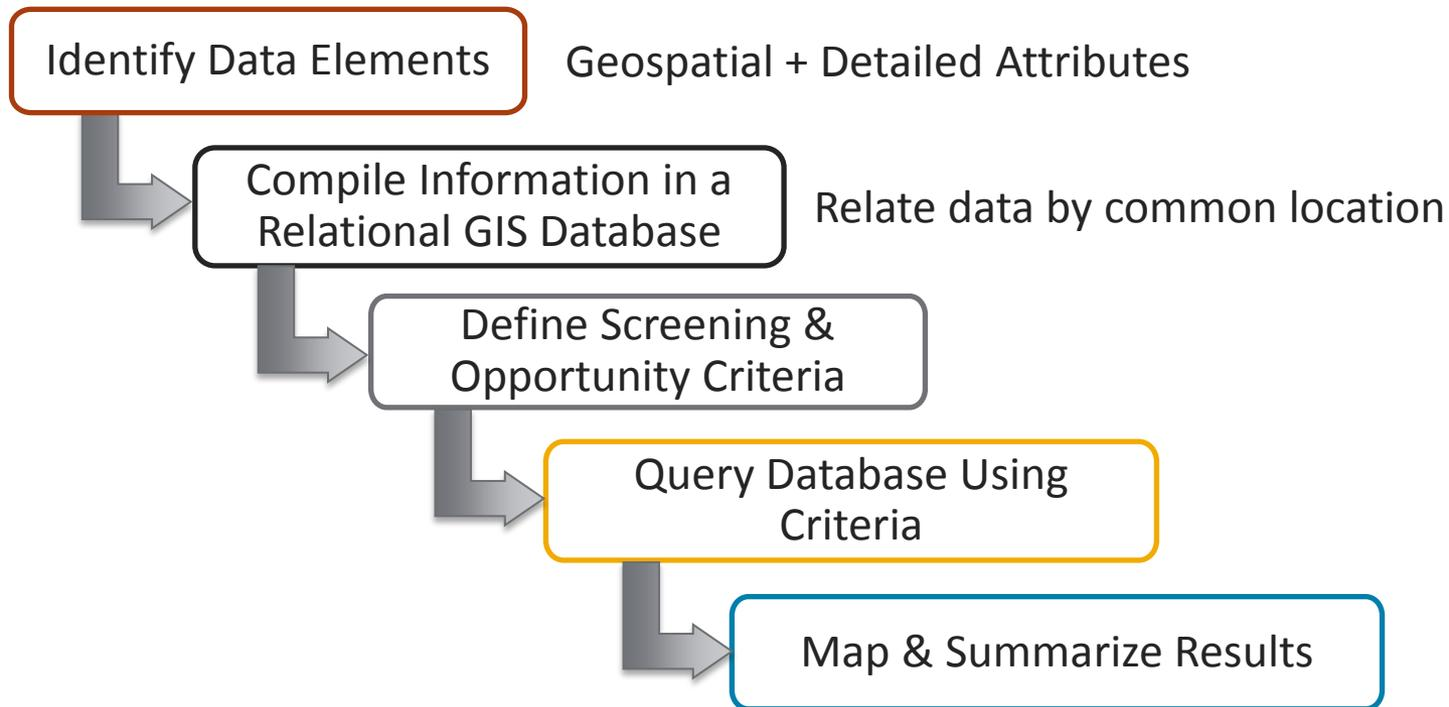 Identify Data Elements
Geospatial + Detailed Attributes
Compile Information in a
Relational GIS Database
Relate data by common location
Define Screening &
Opportunity Criteria
Query Database Using
Criteria
Map & Summarize Results